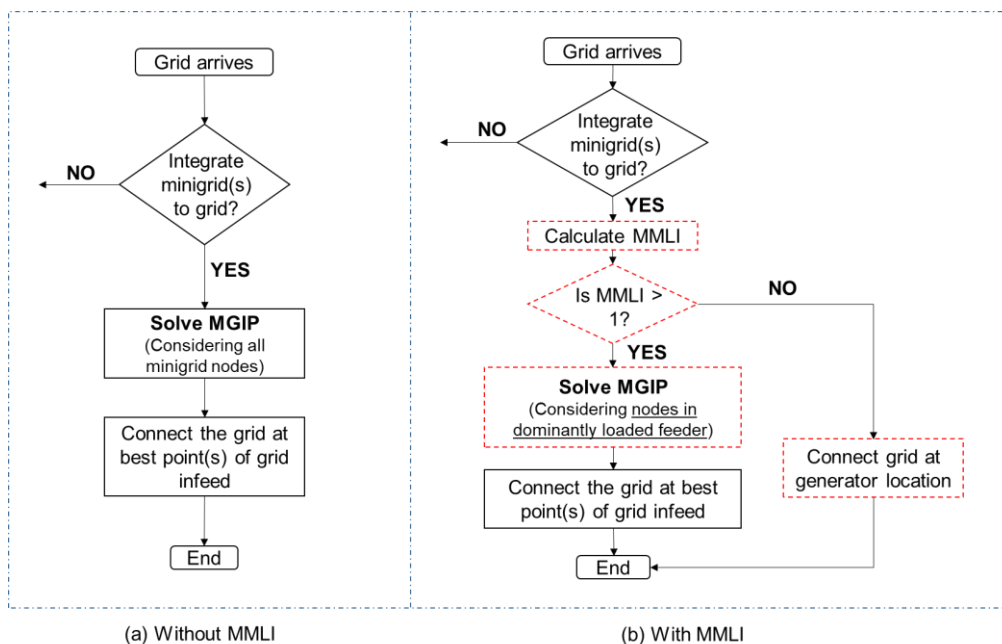 Grid arrives
Integrate
minigrid(s)
to grid?
NO
YES
Solve MGIP
(Considering all
minigrid nodes)
Connect the grid at
best point(s) of grid
infeed
End
(a) Without MMLI
Grid arrives
Integrate
minigrid(s)
to grid?
NO
YES
Calculate MMLI
Is MMLI >
1?
NO
YES
Solve MGIP
(Considering nodes in
dominantly loaded feeder)
Connect the grid at best
point(s) of grid infeed
Connect grid at
generator location
End
(b) With MMLI